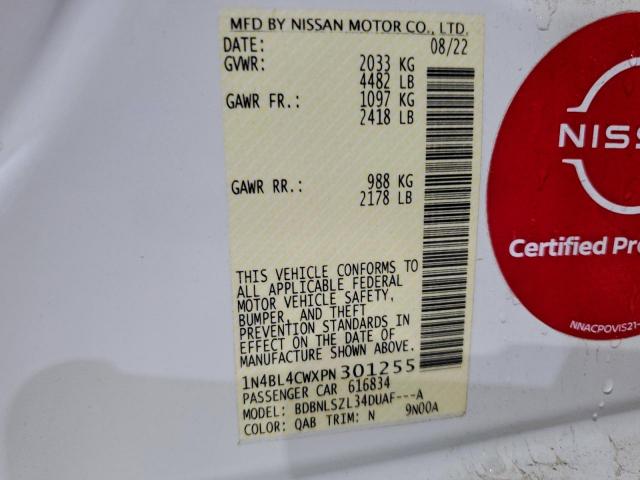 MFD BY NISSAN MOTOR CO., LTD.
DATE: 08/22
GVWR: 2033 KG
4482 LB
GAWR FR.: 1097 KG
2418 LB
GAWR RR.: 988 KG
2178 LB
THIS VEHICLE CONFORMS TO
ALL APPLICABLE FEDERAL
MOTOR VEHICLE SAFETY,
BUMPER, AND THEFT
PREVENTION STANDARDS IN
EFFECT ON THE DATE OF
MANUFACTURE SHOWN ABOVE.
1N4BL4CWXPN301255
PASSENGER CAR 616834
MODEL: BDBNLSZL34DUAF---A
COLOR: QAB TRIM: N 9N00A
NISS
Certified Pre
NNACPOVIS21-